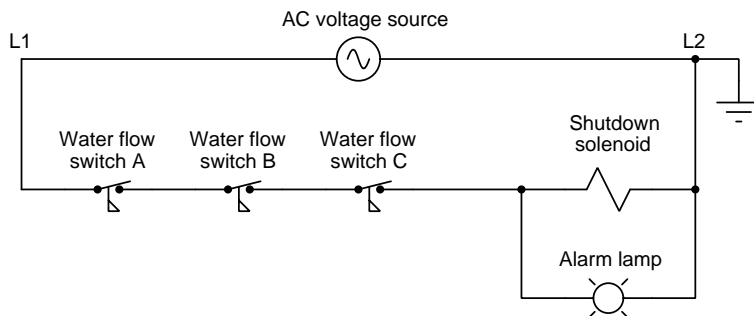 AC voltage source
L1
L2
Water flow
switch A
Water flow
switch B
Water flow
switch C
Shutdown
solenoid
Alarm lamp